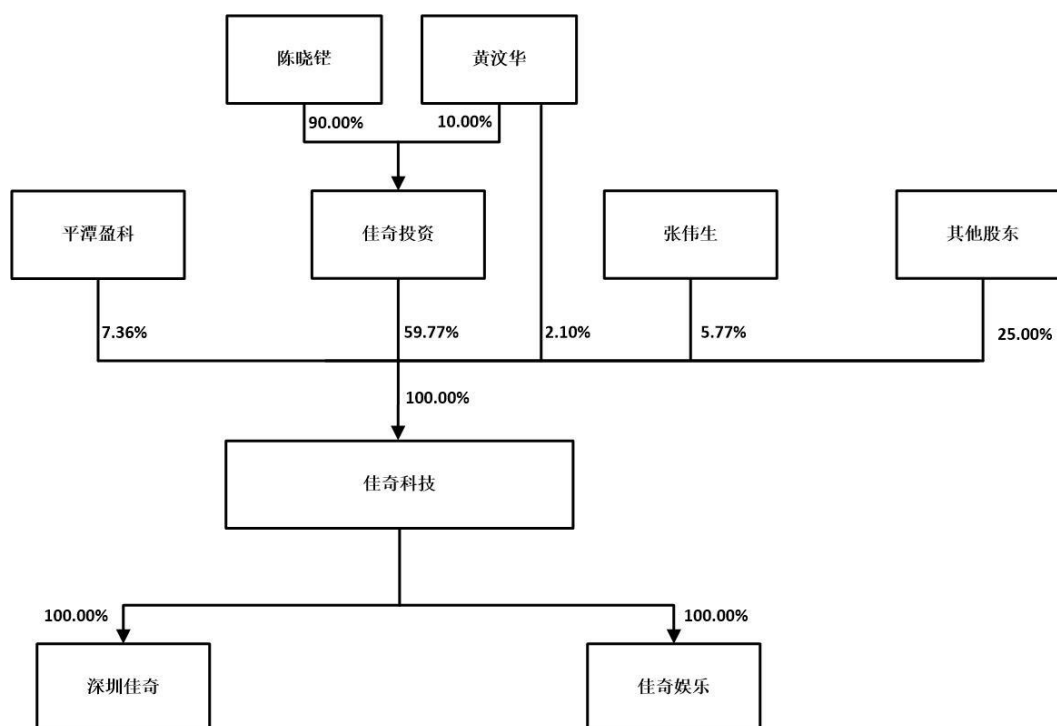 陈晓铓
黄汶华
90.00%
10.00%
平潭盈科
佳奇投资
张伟生
其他股东
7.36%
59.77%
2.10%
5.77%
25.00%
100.00%
佳奇科技
100.00%
100.00%
深圳佳奇
佳奇娱乐